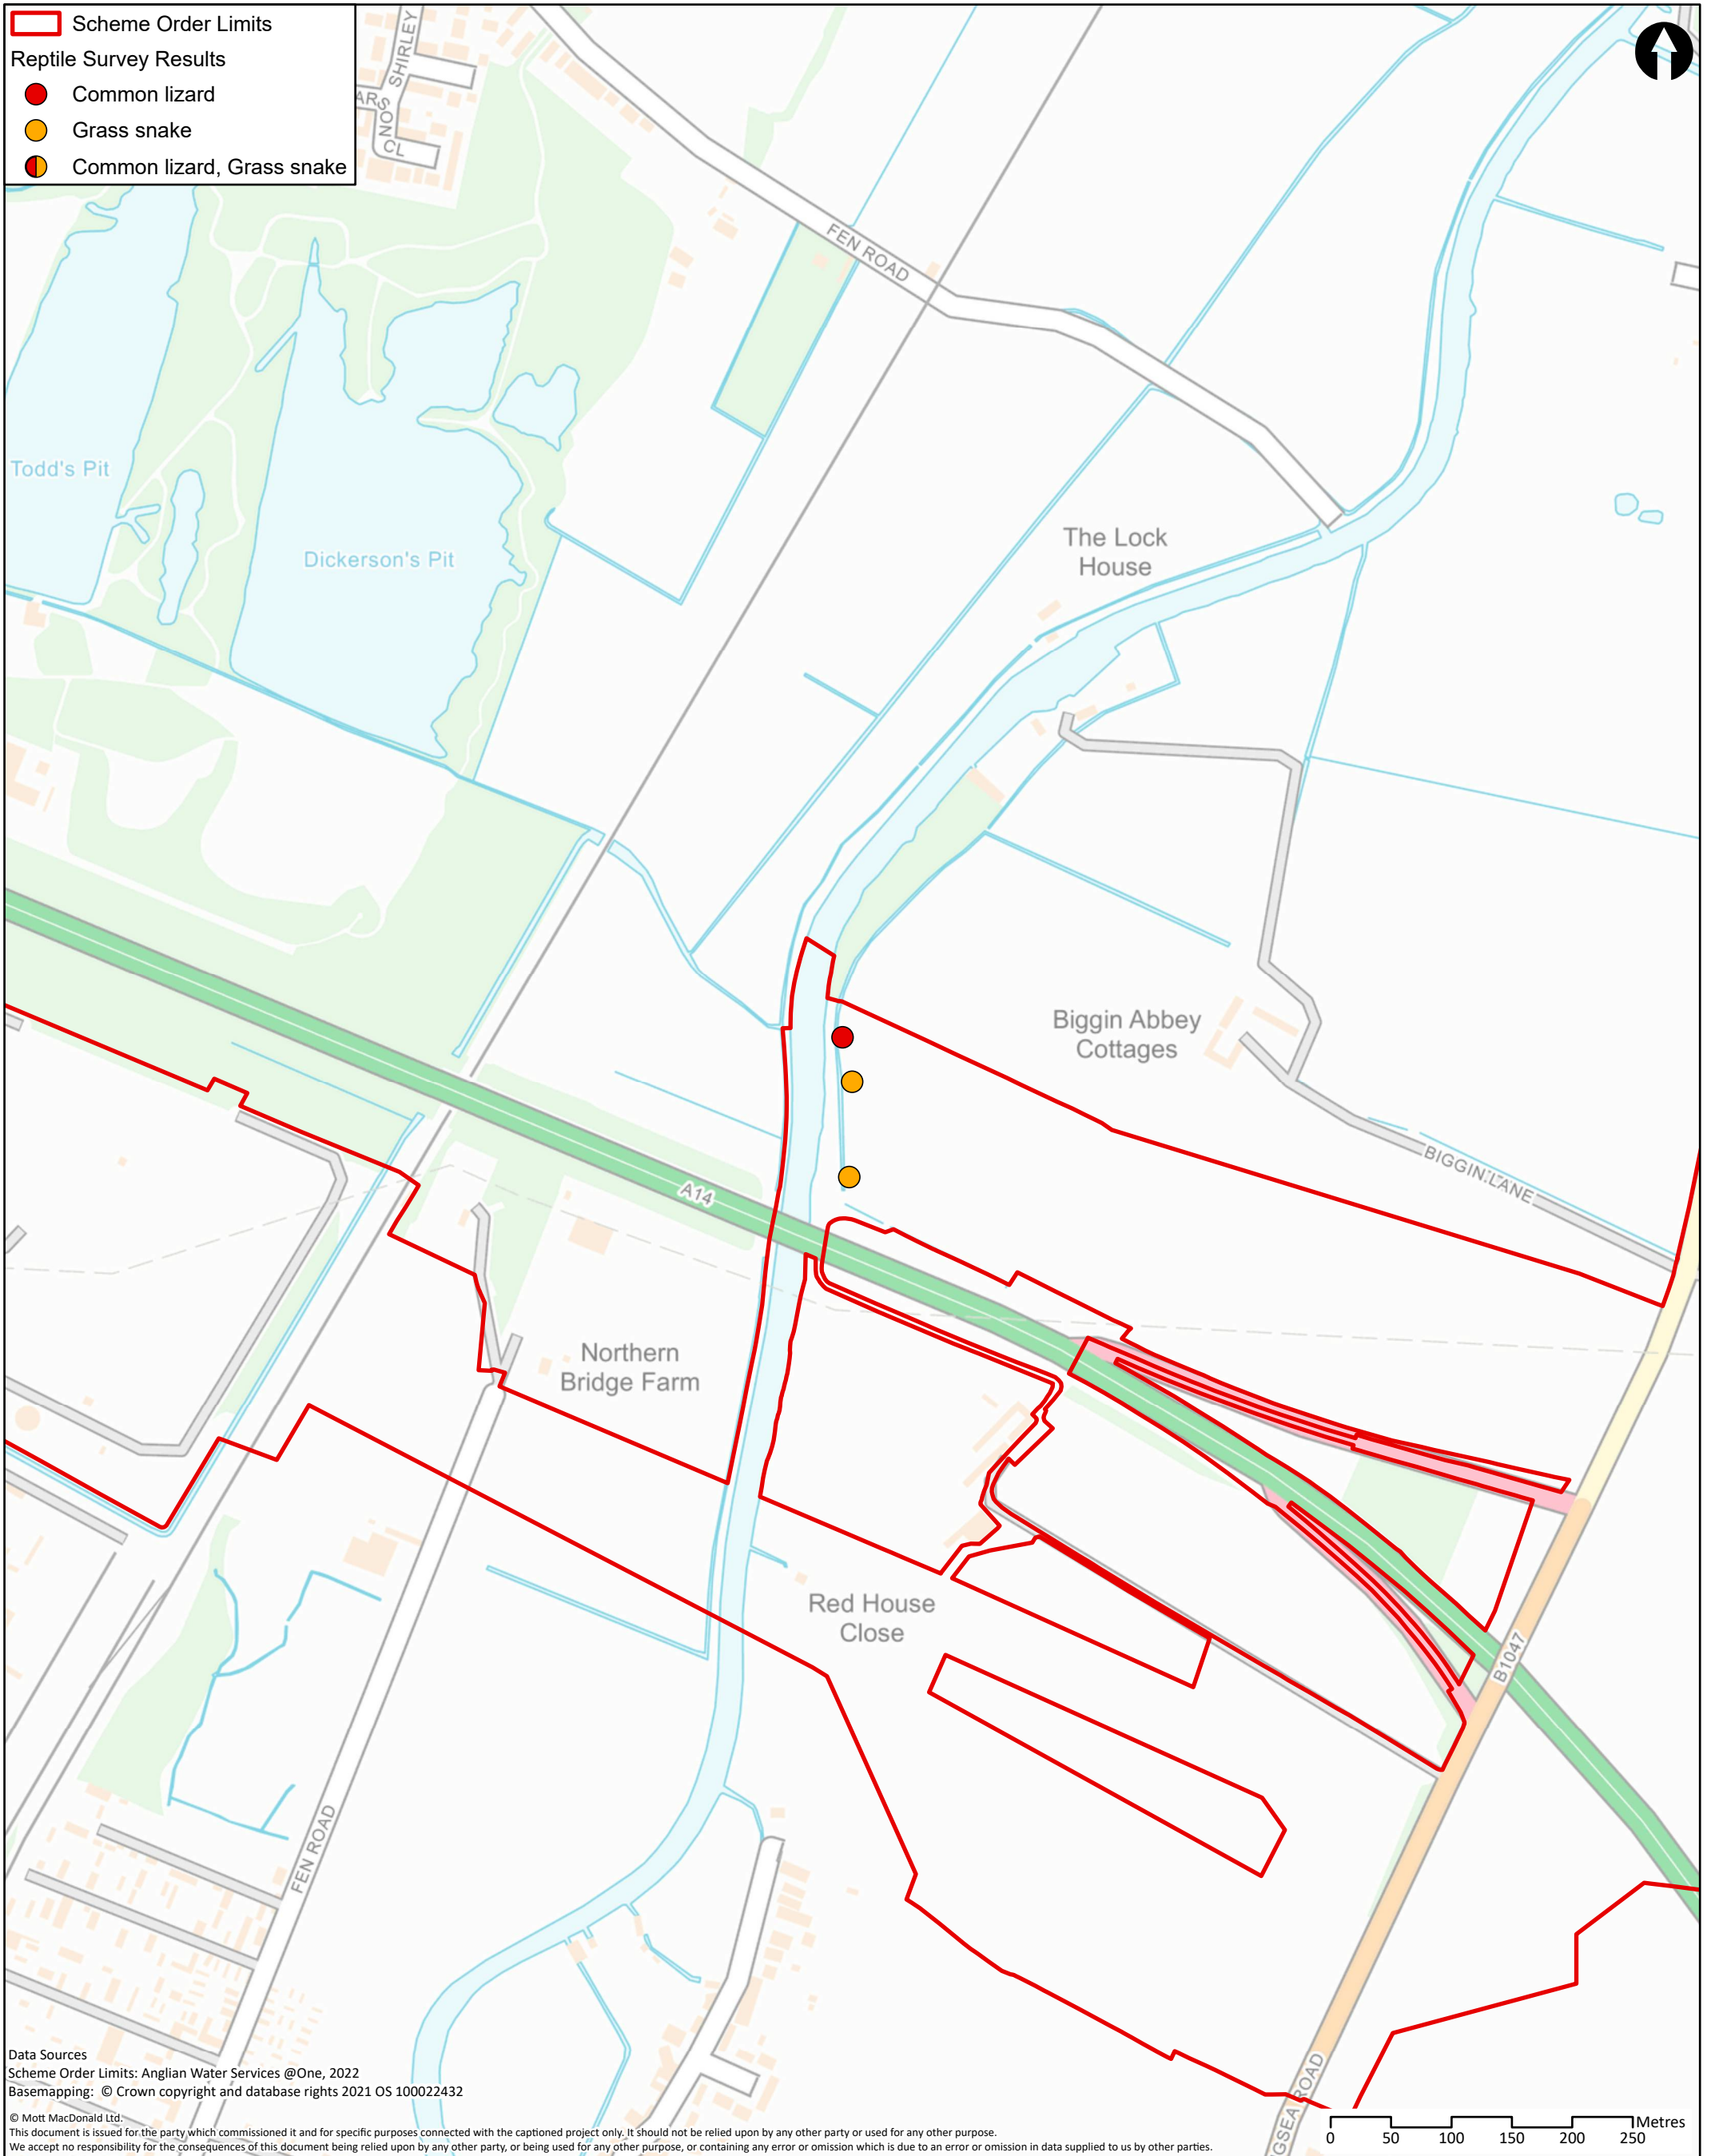 Scheme Order Limits
Reptile Survey Results
Common lizard
Grass snake
Common lizard, Grass snake
SHIRLEY
CL
FEN ROAD
Todd's Pit
Dickerson's Pit
The Lock
House
Biggin Abbey
Cottages
BIGGIN LANE
A14
Northern
Bridge Farm
Red House
Close
B1047
FEN ROAD
ROAD
Data Sources
Scheme Order Limits: Anglian Water Services @One, 2022
Basemapping: © Crown copyright and database rights 2021 OS 100022432
© Mott MacDonald Ltd.
This document is issued for the party which commissioned it and for specific purposes connected with the captioned project only. It should not be relied upon by any other party or used for any other purpose.
We accept no responsibility for the consequences of this document being relied upon by any other party, or being used for any other purpose, or containing any error or omission which is due to an error or omission in data supplied to us by other parties.
Metres
0 50 100 150 200 250